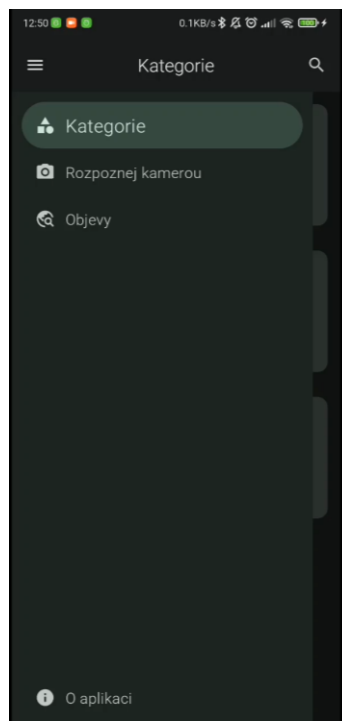 12:50 0.1KB/s
Kategorie
Kategorie
Rozpoznej kamerou
Objevy
O aplikaci